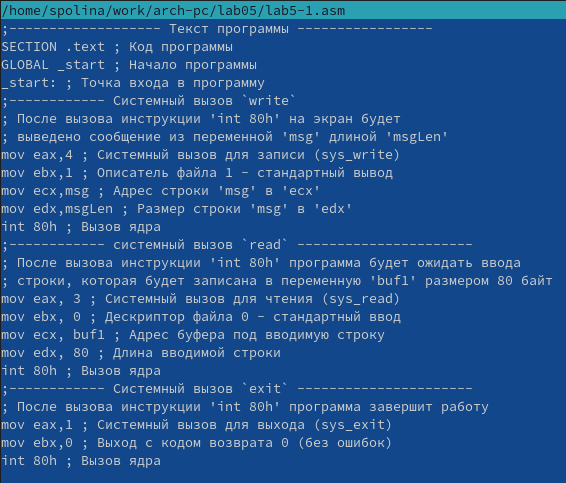 /home/spolina/work/arch-pc/lab05/lab5-1.asm
;------------------- Текст программы -----------------
SECTION .text ; Код программы
GLOBAL _start ; Начало программы
_start: ; Точка входа в программу
;------------ Системный вызов `write`
; После вызова инструкции 'int 80h' на экран будет
; выведено сообщение из переменной 'msg' длиной 'msgLen'
mov eax,4 ; Системный вызов для записи (sys_write)
mov ebx,1 ; Описатель файла 1 - стандартный вывод
mov ecx,msg ; Адрес строки 'msg' в 'ecx'
mov edx,msgLen ; Размер строки 'msg' в 'edx'
int 80h ; Вызов ядра
;------------ системный вызов `read` ----------------------
; После вызова инструкции 'int 80h' программа будет ожидать ввода
; строки, которая будет записана в переменную 'buf1' размером 80 байт
mov eax, 3 ; Системный вызов для чтения (sys_read)
mov ebx, 0 ; Дескриптор файла 0 - стандартный ввод
mov ecx, buf1 ; Адрес буфера под вводимую строку
mov edx, 80 ; Длина вводимой строки
int 80h ; Вызов ядра
;------------ Системный вызов `exit` ----------------------
; После вызова инструкции 'int 80h' программа завершит работу
mov eax,1 ; Системный вызов для выхода (sys_exit)
mov ebx,0 ; Выход с кодом возврата 0 (без ошибок)
int 80h ; Вызов ядра